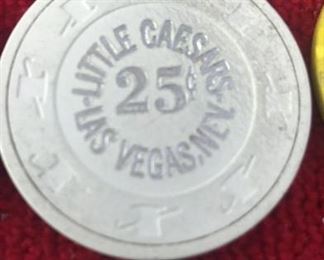 LITTLE CAESARS
25¢
LAS VEGAS, NEV.